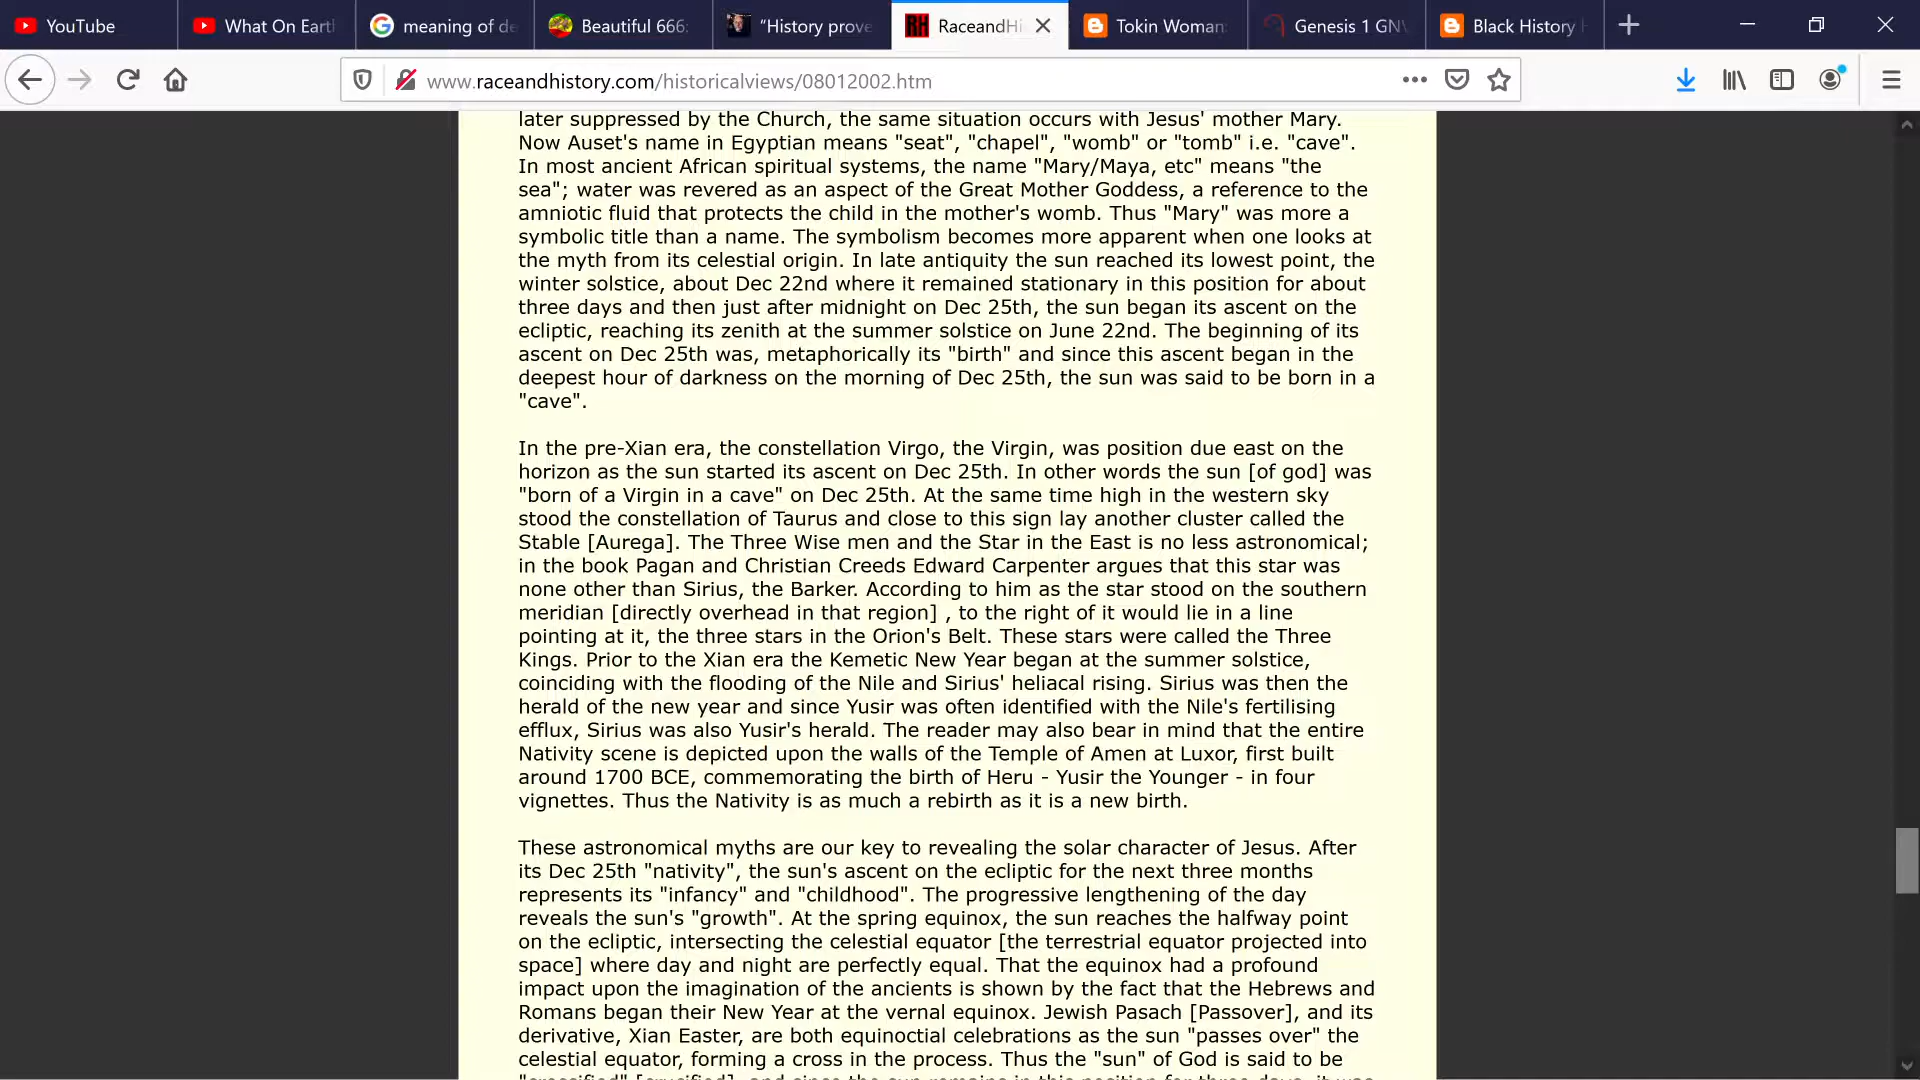 YouTube
What On Earth
meaning of de
Beautiful 666:
"History prove
RaceandHi
Tokin Woman:
Genesis 1 GNV
Black History
www.raceandhistory.com/historicalviews/08012002.htm
later suppressed by the Church, the same situation occurs with Jesus' mother Mary.
Now Auset's name in Egyptian means "seat", "chapel", "womb" or "tomb" i.e. "cave".
In most ancient African spiritual systems, the name "Mary/Maya, etc" means "the
sea"; water was revered as an aspect of the Great Mother Goddess, a reference to the
amniotic fluid that protects the child in the mother's womb. Thus "Mary" was more a
symbolic title than a name. The symbolism becomes more apparent when one looks at
the myth from its celestial origin. In late antiquity the sun reached its lowest point, the
winter solstice, about Dec 22nd where it remained stationary in this position for about
three days and then just after midnight on Dec 25th, the sun began its ascent on the
ecliptic, reaching its zenith at the summer solstice on June 22nd. The beginning of its
ascent on Dec 25th was, metaphorically its "birth" and since this ascent began in the
deepest hour of darkness on the morning of Dec 25th, the sun was said to be born in a
"cave".
In the pre-Xian era, the constellation Virgo, the Virgin, was position due east on the
horizon as the sun started its ascent on Dec 25th. In other words the sun [of god] was
"born of a Virgin in a cave" on Dec 25th. At the same time high in the western sky
stood the constellation of Taurus and close to this sign lay another cluster called the
Stable [Aurega]. The Three Wise men and the Star in the East is no less astronomical;
in the book Pagan and Christian Creeds Edward Carpenter argues that this star was
none other than Sirius, the Barker. According to him as the star stood on the southern
meridian [directly overhead in that region] , to the right of it would lie in a line
pointing at it, the three stars in the Orion's Belt. These stars were called the Three
Kings. Prior to the Xian era the Kemetic New Year began at the summer solstice,
coinciding with the flooding of the Nile and Sirius' heliacal rising. Sirius was then the
herald of the new year and since Yusir was often identified with the Nile's fertilising
efflux, Sirius was also Yusir's herald. The reader may also bear in mind that the entire
Nativity scene is depicted upon the walls of the Temple of Amen at Luxor, first built
around 1700 BCE, commemorating the birth of Heru - Yusir the Younger - in four
vignettes. Thus the Nativity is as much a rebirth as it is a new birth.
These astronomical myths are our key to revealing the solar character of Jesus. After
its Dec 25th "nativity", the sun's ascent on the ecliptic for the next three months
represents its "infancy" and "childhood". The progressive lengthening of the day
reveals the sun's "growth". At the spring equinox, the sun reaches the halfway point
on the ecliptic, intersecting the celestial equator [the terrestrial equator projected into
space] where day and night are perfectly equal. That the equinox had a profound
impact upon the imagination of the ancients is shown by the fact that the Hebrews and
Romans began their New Year at the vernal equinox. Jewish Pasach [Passover], and its
derivative, Xian Easter, are both equinoctial celebrations as the sun "passes over" the
celestial equator, forming a cross in the process. Thus the "sun" of God is said to be